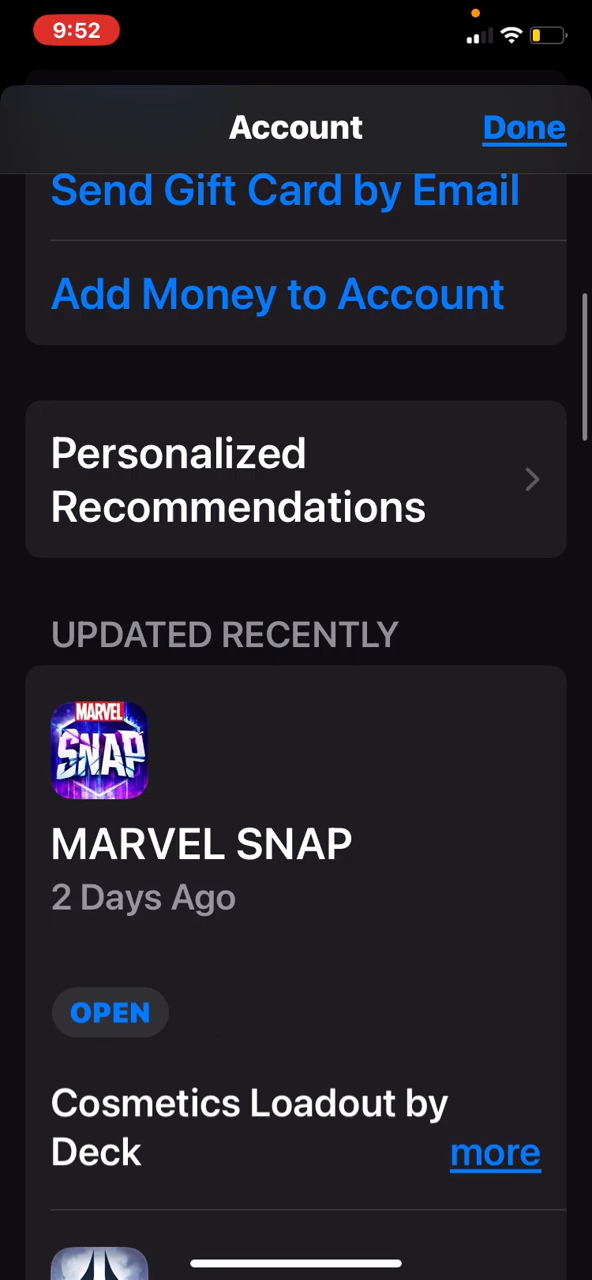 9:52
Account
Done
Send Gift Card by Email
Add Money to Account
Personalized
Recommendations
UPDATED RECENTLY
MARVEL
SNAP
MARVEL SNAP
2 Days Ago
OPEN
Cosmetics Loadout by
Deck
more